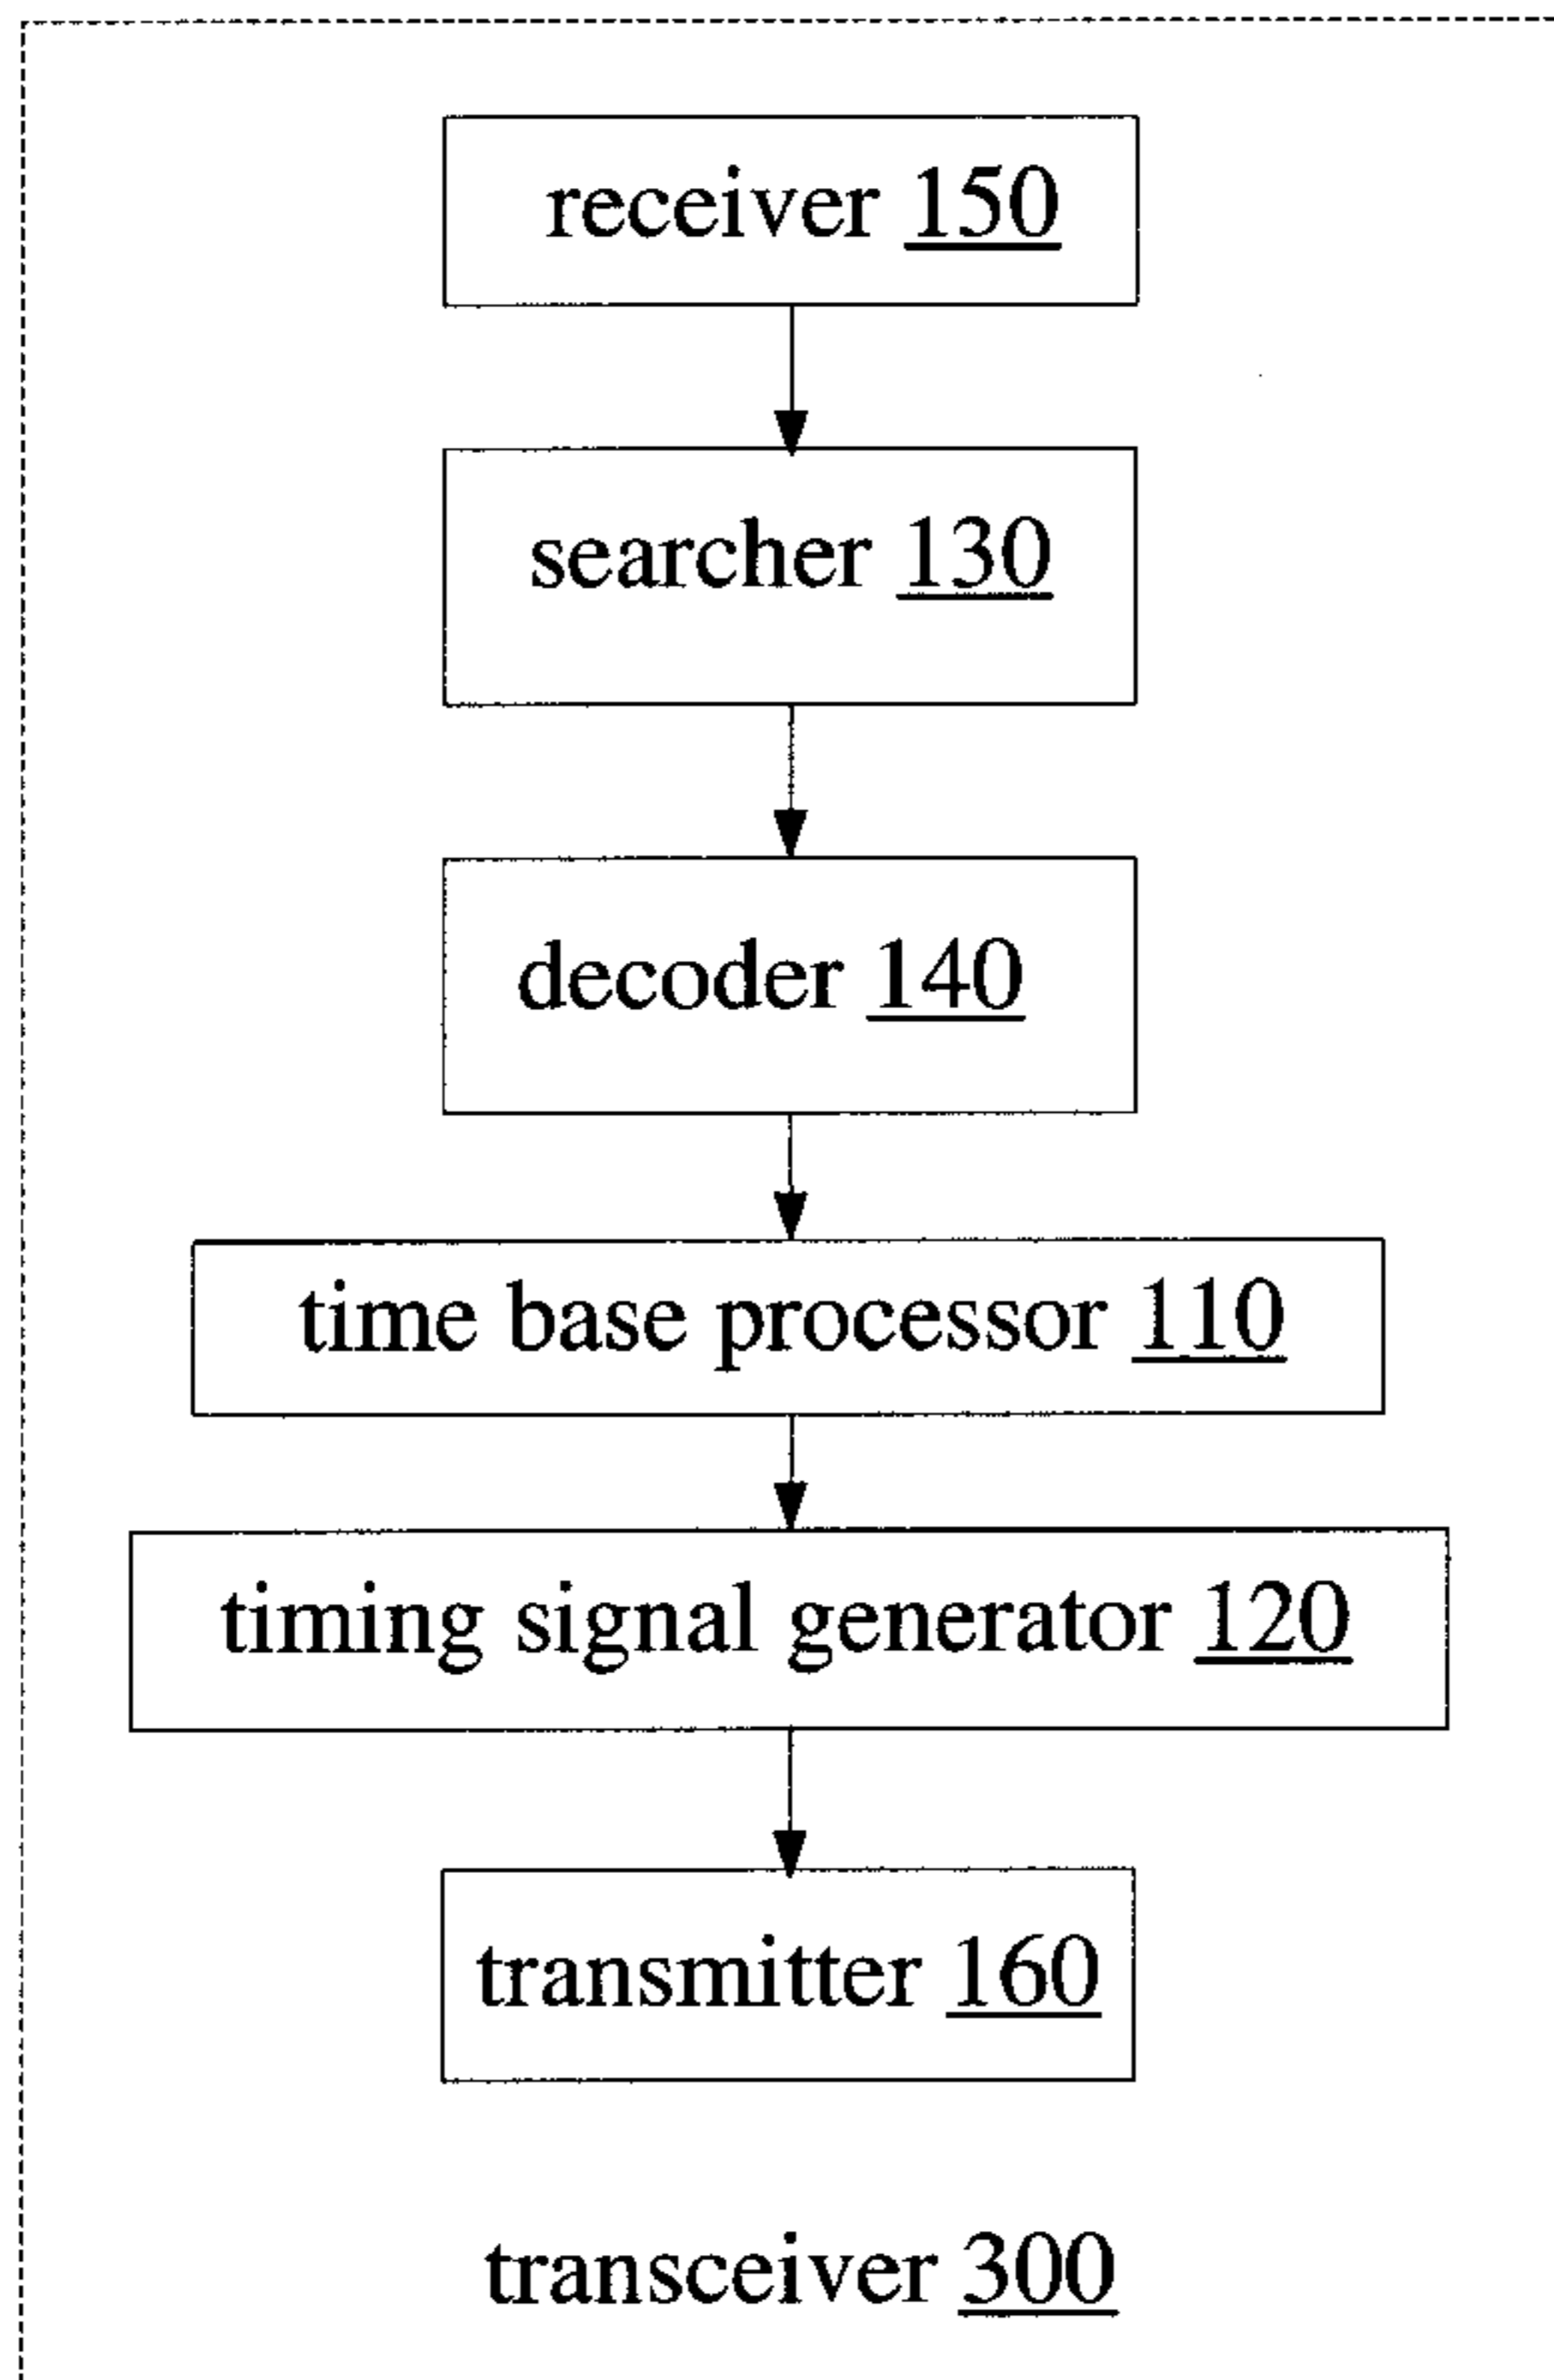 receiver 150
searcher 130
decoder 140
time base processor 110
timing signal generator 120
transmitter 160
transceiver 300